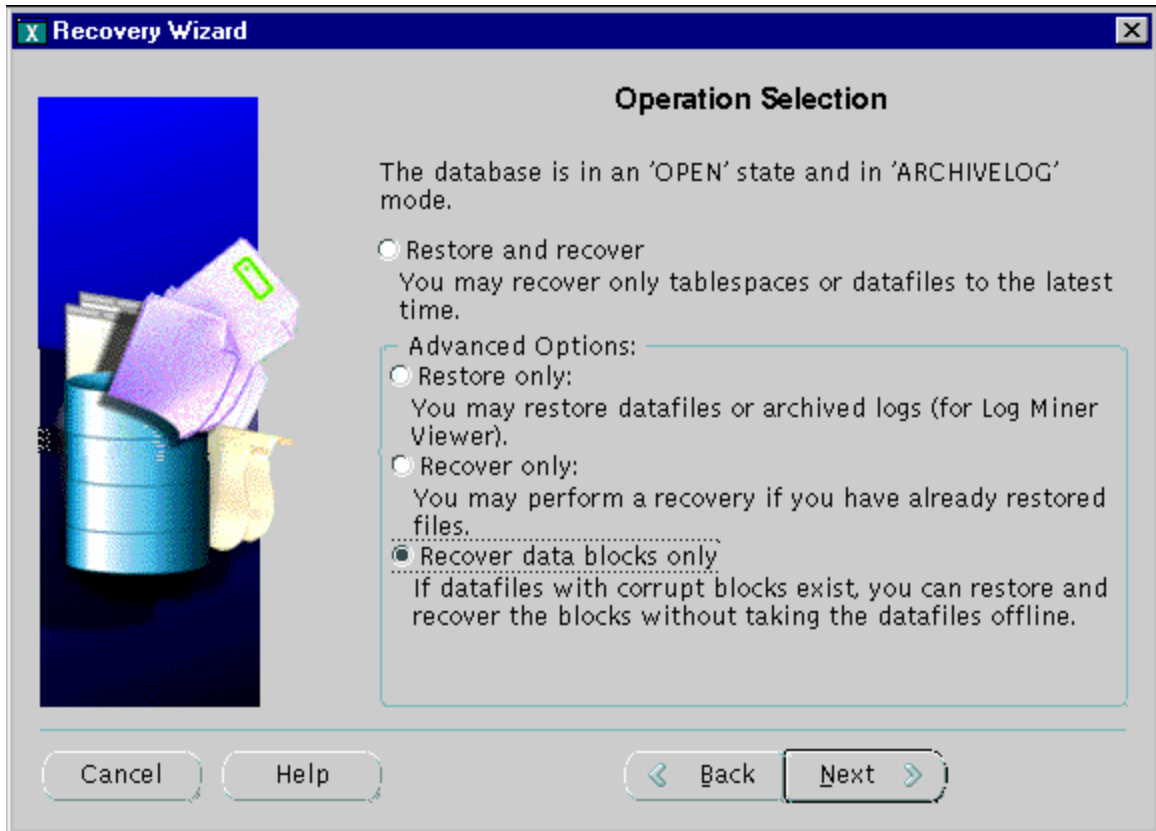 X Recovery Wizard
Operation Selection
The database is in an 'OPEN' state and in 'ARCHIVELOG'
mode.
Restore and recover
You may recover only tablespaces or datafiles to the latest
time.
Advanced Options:
Restore only:
You may restore datafiles or archived logs (for Log Miner
Viewer).
Recover only:
You may perform a recovery if you have already restored
files.
Recover data blocks only
If datafiles with corrupt blocks exist, you can restore and
recover the blocks without taking the datafiles offline.
Cancel
Help
Back
Next